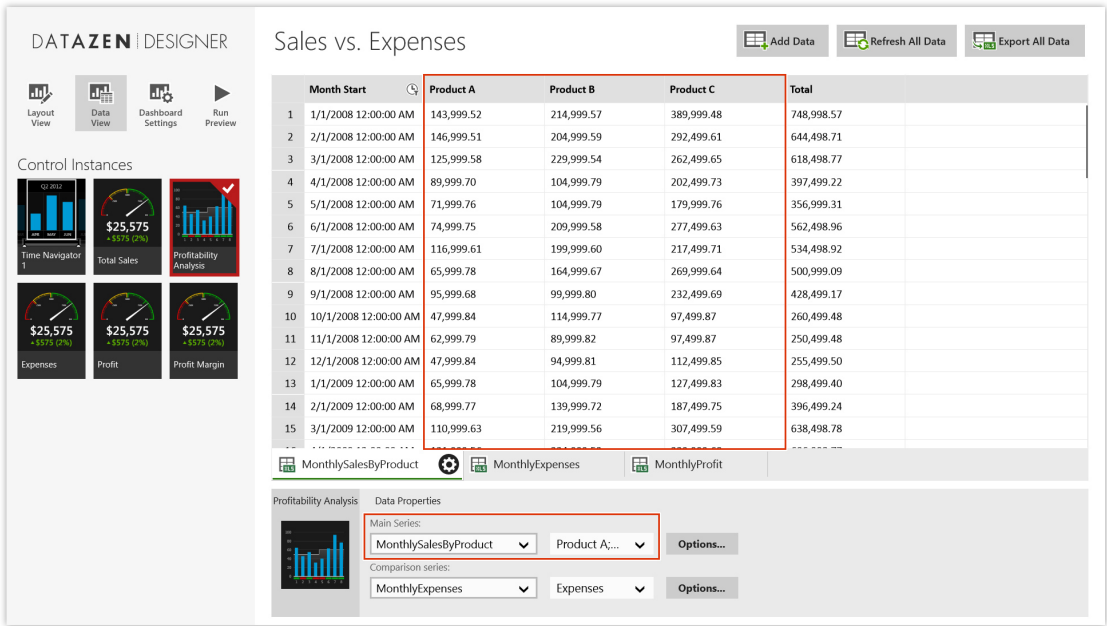 DATAZEN | DESIGNER
Layout View
Data View
Dashboard Settings
Run Preview
Control Instances
Q2 2012
APR MAY JUN
Time Navigator 1
$25,575
$575 (2%)
Total Sales
Profitability Analysis
$25,575
$575 (2%)
Expenses
$25,575
$575 (2%)
Profit
$25,575
$575 (2%)
Profit Margin
Sales vs. Expenses
Add Data
Refresh All Data
XLS Export All Data
Month Start Product A Product B Product C Total
1 1/1/2008 12:00:00 AM 143,999.52 214,999.57 389,999.48 748,998.57
2 2/1/2008 12:00:00 AM 146,999.51 204,999.59 292,499.61 644,498.71
3 3/1/2008 12:00:00 AM 125,999.58 229,999.54 262,499.65 618,498.77
4 4/1/2008 12:00:00 AM 89,999.70 104,999.79 202,499.73 397,499.22
5 5/1/2008 12:00:00 AM 71,999.76 104,999.79 179,999.76 356,999.31
6 6/1/2008 12:00:00 AM 74,999.75 209,999.58 277,499.63 562,498.96
7 7/1/2008 12:00:00 AM 116,999.61 199,999.60 217,499.71 534,498.92
8 8/1/2008 12:00:00 AM 65,999.78 164,999.67 269,999.64 500,999.09
9 9/1/2008 12:00:00 AM 95,999.68 99,999.80 232,499.69 428,499.17
10 10/1/2008 12:00:00 AM 47,999.84 114,999.77 97,499.87 260,499.48
11 11/1/2008 12:00:00 AM 62,999.79 89,999.82 97,499.87 250,499.48
12 12/1/2008 12:00:00 AM 47,999.84 94,999.81 112,499.85 255,499.50
13 1/1/2009 12:00:00 AM 65,999.78 104,999.79 127,499.83 298,499.40
14 2/1/2009 12:00:00 AM 68,999.77 139,999.72 187,499.75 396,499.24
15 3/1/2009 12:00:00 AM 110,999.63 219,999.56 307,499.59 638,498.78
XLS MonthlySalesByProduct XLS MonthlyExpenses XLS MonthlyProfit
Profitability Analysis Data Properties
Main Series:
MonthlySalesByProduct Product A;... Options...
Comparison series:
MonthlyExpenses Expenses Options...